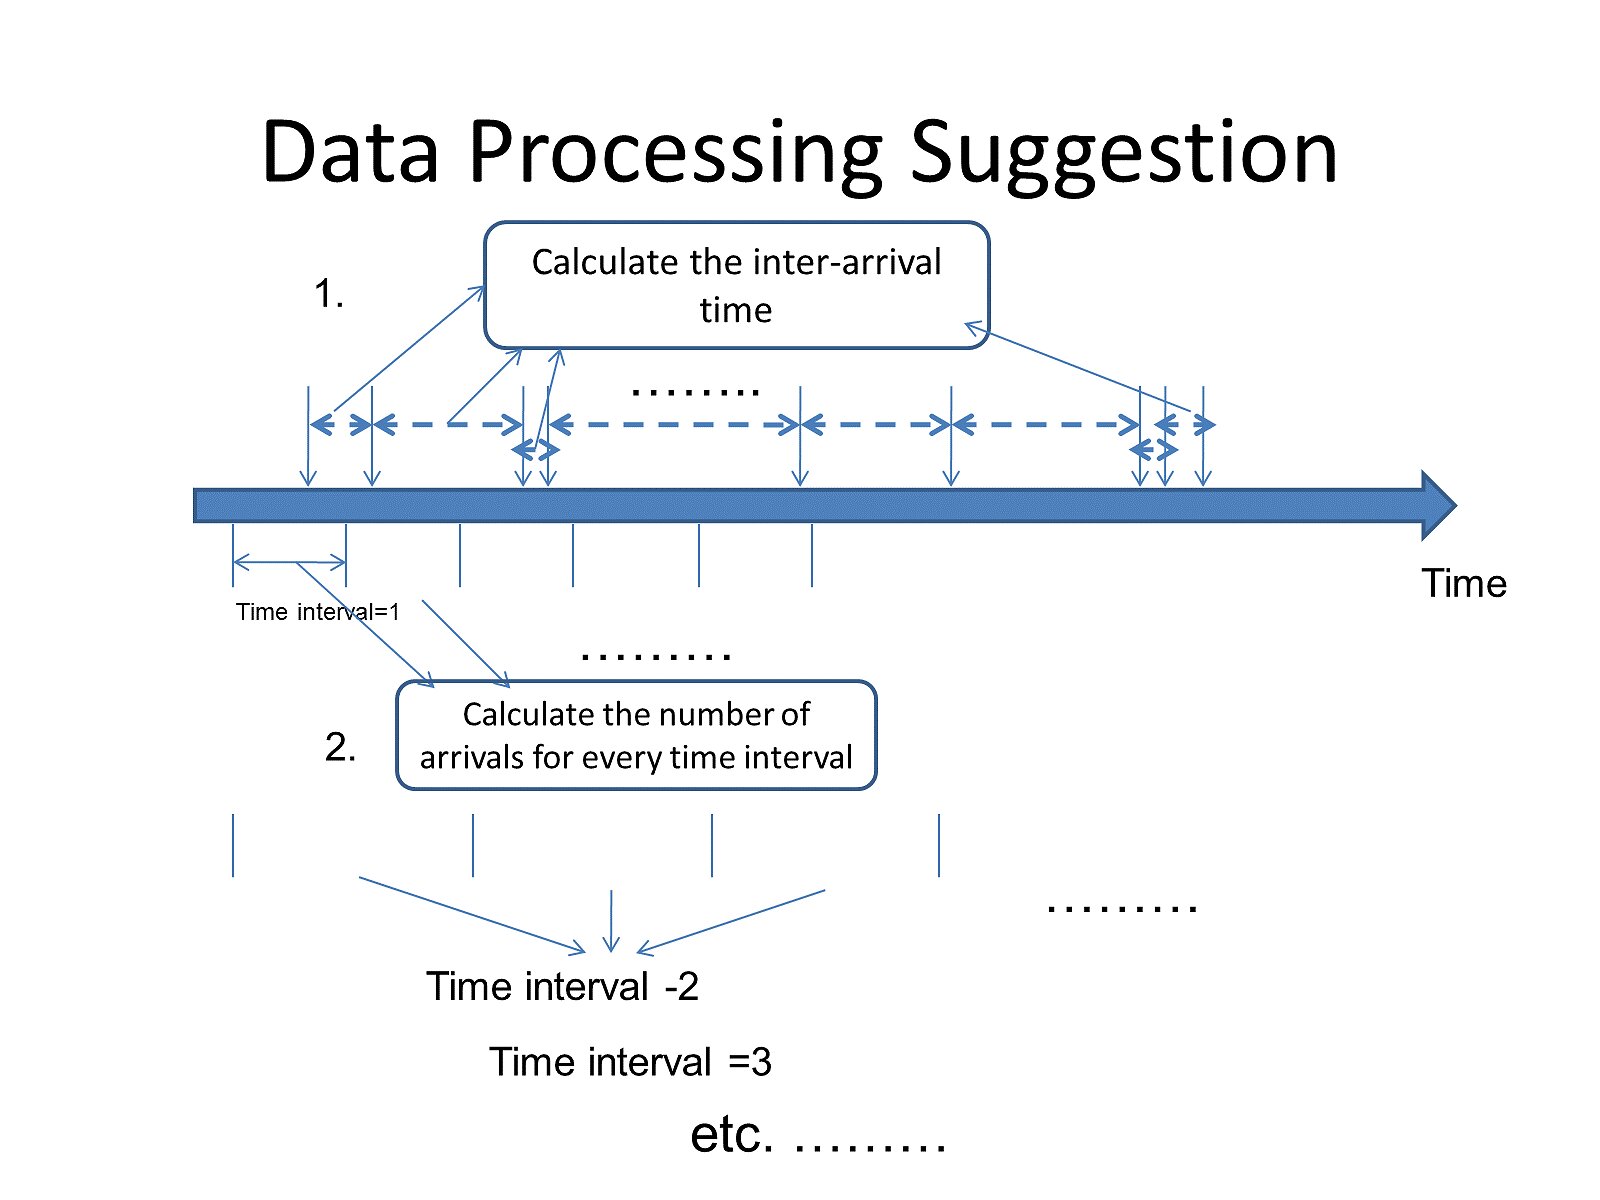 Data Processing Suggestion
1.
Calculate the inter-arrival
time
……..
Time
Time interval=1
………
2.
Calculate the number of
arrivals for every time interval
………
Time interval -2
Time interval =3
etc. ………